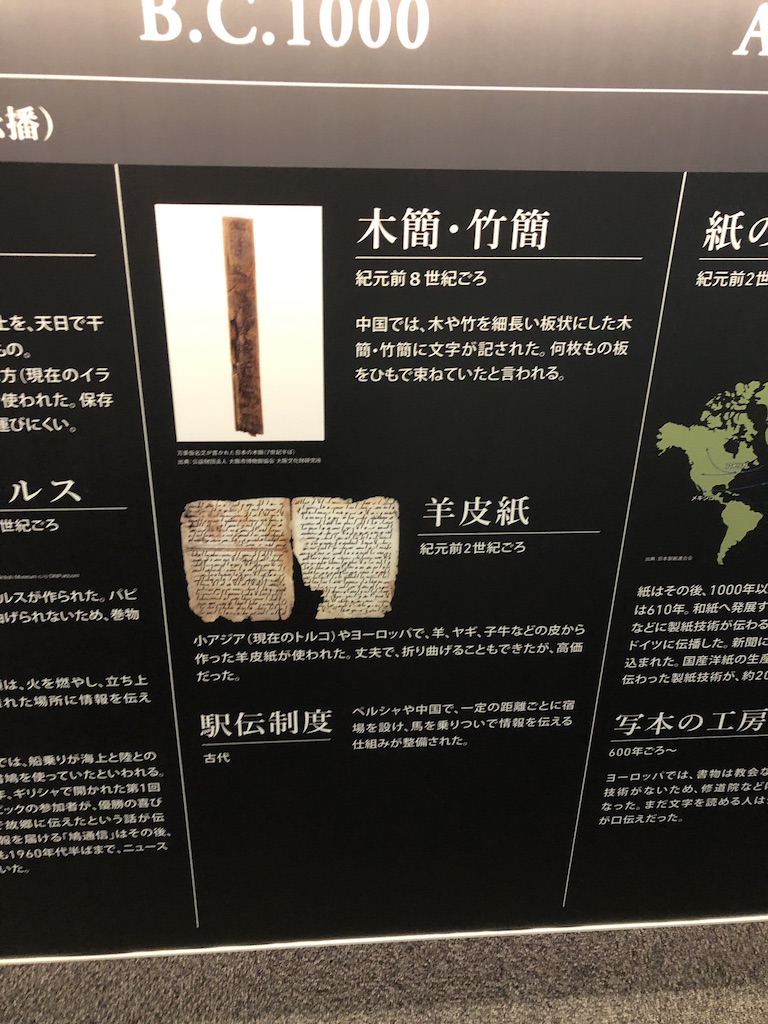 B.C.1000
A
播)
土を、天日で干
もの。
方(現在のイラ
使われた。保存
運びにくい。
ルス
世紀ごろ
ルスが作られた。パピ
曲げられないため、巻物
は、火を燃やし、立ち上
れた場所に情報を伝え
では、船乗りが海上と陸との
鳩を使っていたといわれる。
、ギリシャで開かれた第1回
ピックの参加者が、優勝の喜び
で故郷に伝えたという話が伝
報を届ける「鳩通信」はその後、
も1960年代半ばまで、ニュース
いた。
木簡・竹簡
紀元前8世紀ごろ
中国では、木や竹を細長い板状にした木
簡・竹簡に文字が記された。何枚もの板
をひもで束ねていたと言われる。
万葉仮名文が書かれた日本の木簡(7世紀半ば)
出典:公益財団法人 大阪市博物館協会 大阪文化財研究所
羊皮紙
紀元前2世紀ごろ
小アジア(現在のトルコ)やヨーロッパで、羊、ヤギ、子牛などの皮から
作った羊皮紙が使われた。丈夫で、折り曲げることもできたが、高価
だった。
駅伝制度
古代
ペルシャや中国で、一定の距離ごとに宿
場を設け、馬を乗りついで情報を伝える
仕組みが整備された。
紙の
紀元前2世
メキシコ
出典:日本製紙連合会
紙はその後、1000年以
は610年。和紙へ発展す
などに製紙技術が伝わる
ドイツに伝播した。新聞に
込まれた。国産洋紙の生産
伝わった製紙技術が、約20
写本の工房
600年ごろ〜
ヨーロッパでは、書物は教会な
技術がないため、修道院など
なった。まだ文字を読める人は
が口伝えだった。